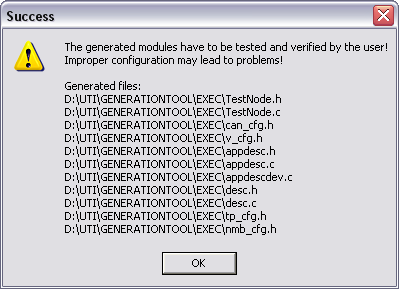 Success
The generated modules have to be tested and verified by the user!
Improper configuration may lead to problems!
Generated files:
D:\UTI\GENERATIONTOOL\EXEC\TestNode.h
D:\UTI\GENERATIONTOOL\EXEC\TestNode.c
D:\UTI\GENERATIONTOOL\EXEC\can_cfg.h
D:\UTI\GENERATIONTOOL\EXEC\v_cfg.h
D:\UTI\GENERATIONTOOL\EXEC\appdesc.h
D:\UTI\GENERATIONTOOL\EXEC\appdesc.c
D:\UTI\GENERATIONTOOL\EXEC\appdescdev.c
D:\UTI\GENERATIONTOOL\EXEC\desc.h
D:\UTI\GENERATIONTOOL\EXEC\desc.c
D:\UTI\GENERATIONTOOL\EXEC\tp_cfg.h
D:\UTI\GENERATIONTOOL\EXEC\nmb_cfg.h
OK